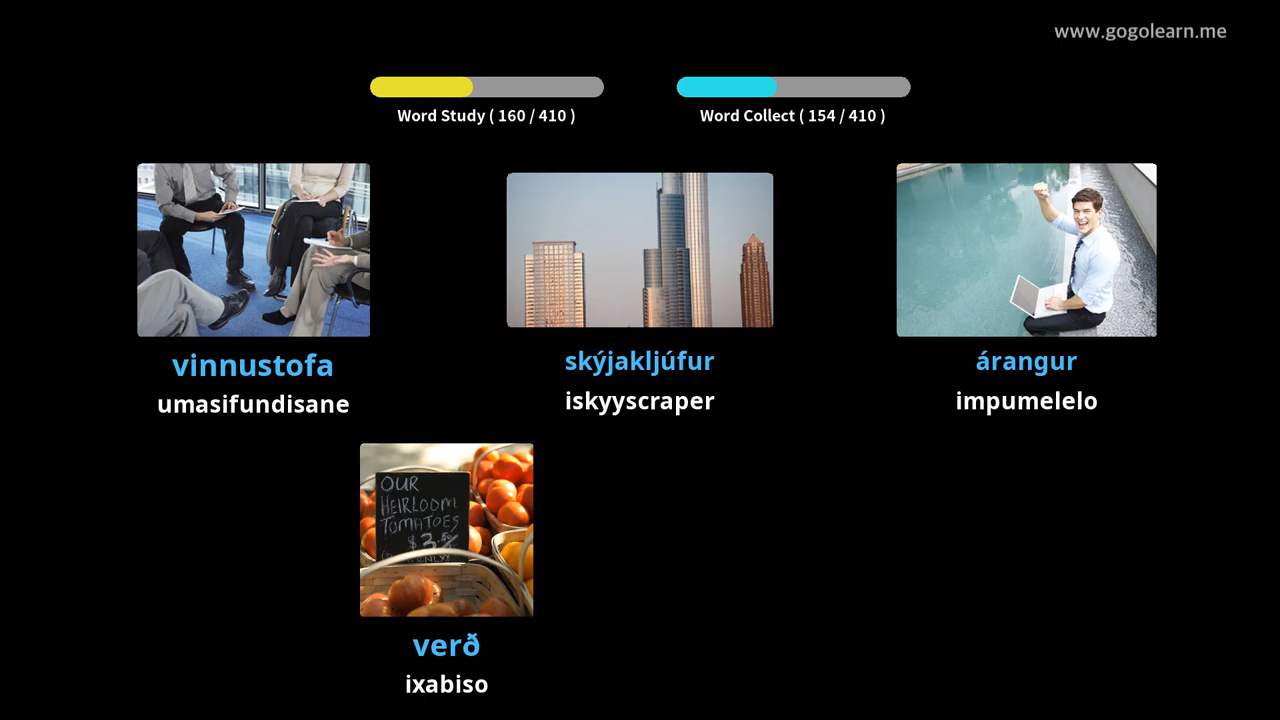 www.gogolearn.me
Word Study ( 160 / 410 )
Word Collect ( 154 / 410 )
vinnustofa
umasifundisane
skýjakljúfur
iskyyscraper
árangur
impumelelo
OUR
HEIRLOOM
TOMATOES
verð
ixabiso